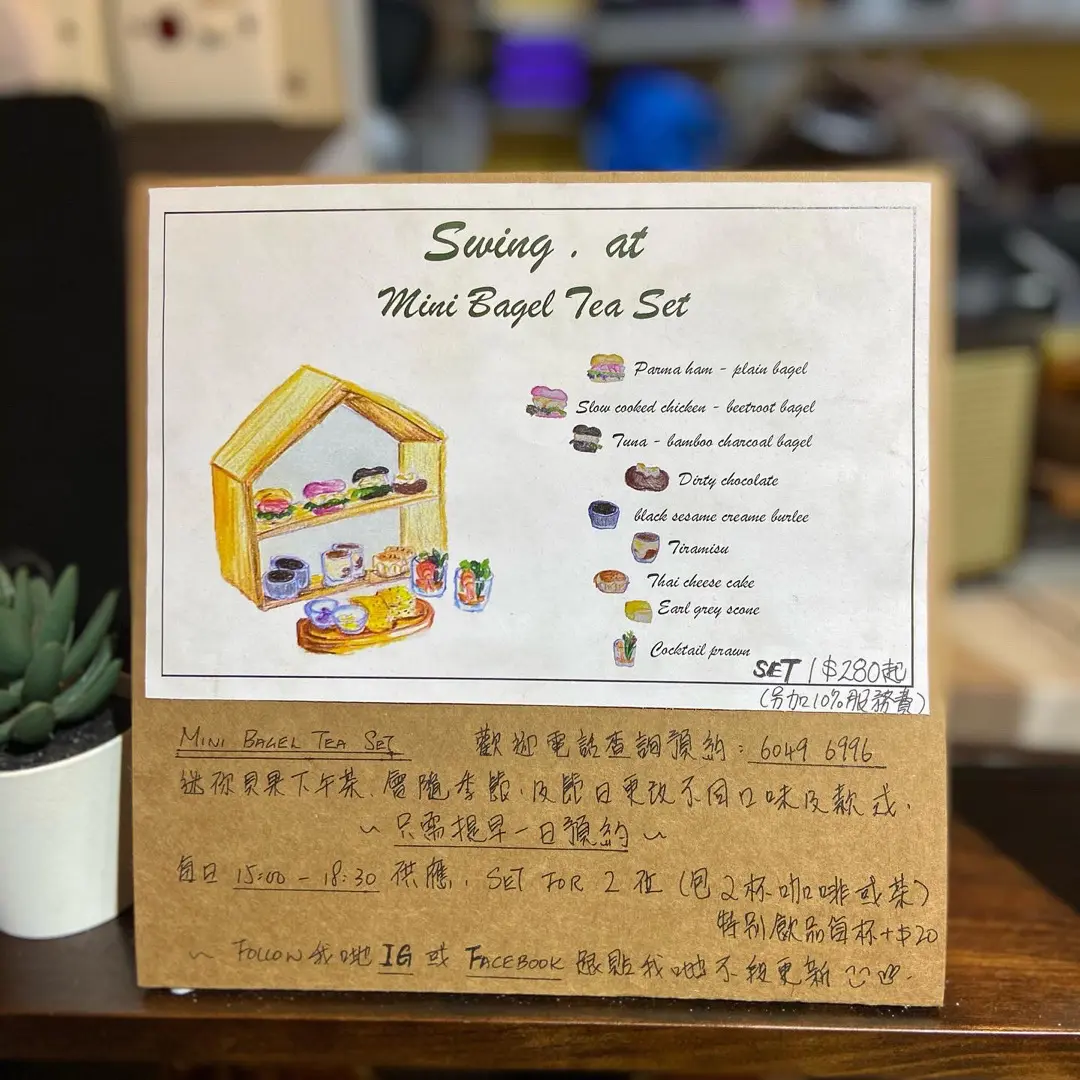 Swing . at
Mini Bagel Tea Set
Parma ham - plain bagel
Slow cooked chicken - beetroot bagel
Tuna - bamboo charcoal bagel
Dirty chocolate
black sesame creame burlee
Tiramisu
Thai cheese cake
Earl grey scone
Cocktail prawn
SET / $280起
(另加10%服務費)
MINI BAGEL TEA SET 歡迎電話查詢預約: 6049 6996
迷你貝果下午茶, 會隨季節, 及節日更改不同口味及款式.
~ 只需提早一日預約 ~
每日 15:00 - 18:30 供應, SET FOR 2 位 (包2杯咖啡或茶)
特別飲品每杯+$20
~ FOLLOW 我哋 IG 或 FACEBOOK 跟貼我哋不段更新